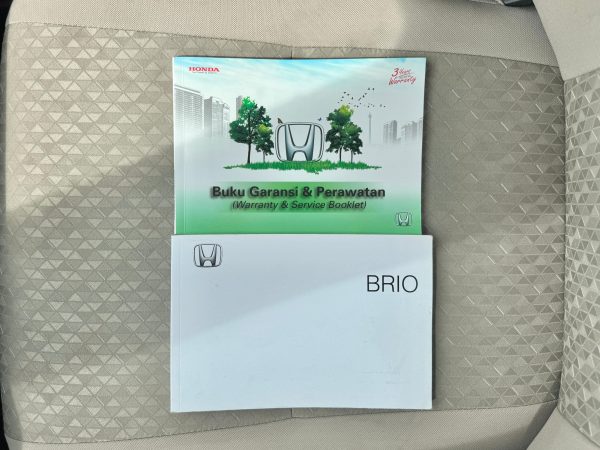 HONDA
3 Years
Warranty
Buku Garansi & Perawatan
(Warranty & Service Booklet)
BRIO